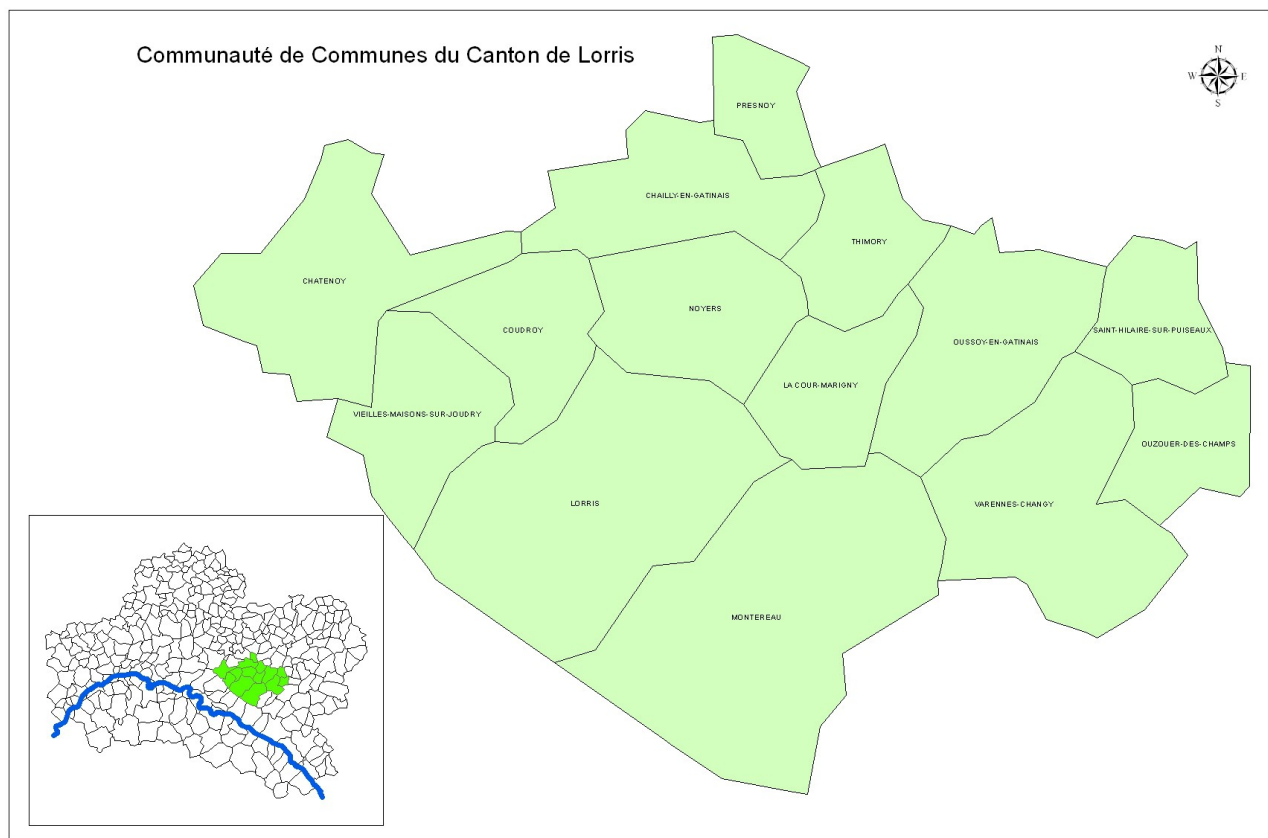 Communauté de Communes du Canton de Lorris
N
W E
S
PRESNOY
CHAILLY-EN-GATINAIS
THIMORY
CHATENOY
NOYERS
COUDROY
SAINT-HILAIRE-SUR-PUISEAUX
OUSSOY-EN-GATINAIS
LA COUR-MARIGNY
VIEILLES-MAISONS-SUR-JOUDRY
OUZOUER-DES-CHAMPS
LORRIS
VARENNES-CHANGY
MONTEREAU